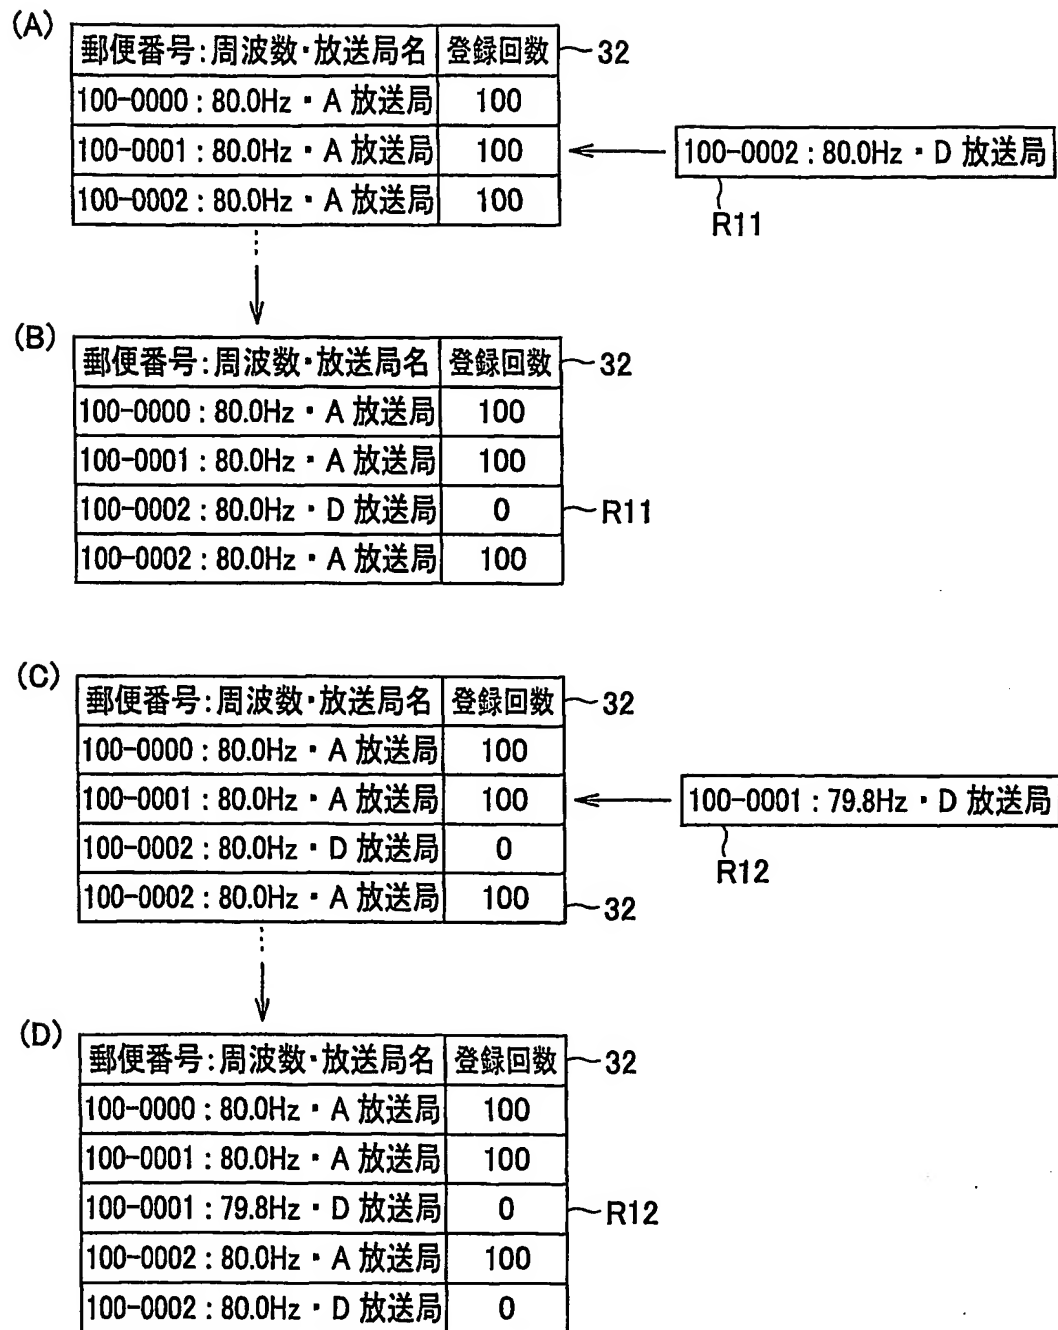 (A)
郵便番号:周波数・放送局名 登録回数 32
100-0000 : 80.0Hz・A 放送局 100
100-0001 : 80.0Hz・A 放送局 100
100-0002 : 80.0Hz・D 放送局
100-0002 : 80.0Hz・A 放送局 100
R11
(B)
郵便番号:周波数・放送局名 登録回数 32
100-0000 : 80.0Hz・A 放送局 100
100-0001 : 80.0Hz・A 放送局 100
100-0002 : 80.0Hz・D 放送局 0 R11
100-0002 : 80.0Hz・A 放送局 100
(C)
郵便番号:周波数・放送局名 登録回数 32
100-0000 : 80.0Hz・A 放送局 100
100-0001 : 80.0Hz・A 放送局 100
100-0001 : 79.8Hz・D 放送局
100-0002 : 80.0Hz・D 放送局 0
R12
100-0002 : 80.0Hz・A 放送局 100 32
(D)
郵便番号:周波数・放送局名 登録回数 32
100-0000 : 80.0Hz・A 放送局 100
100-0001 : 80.0Hz・A 放送局 100
100-0001 : 79.8Hz・D 放送局 0 R12
100-0002 : 80.0Hz・A 放送局 100
100-0002 : 80.0Hz・D 放送局 0